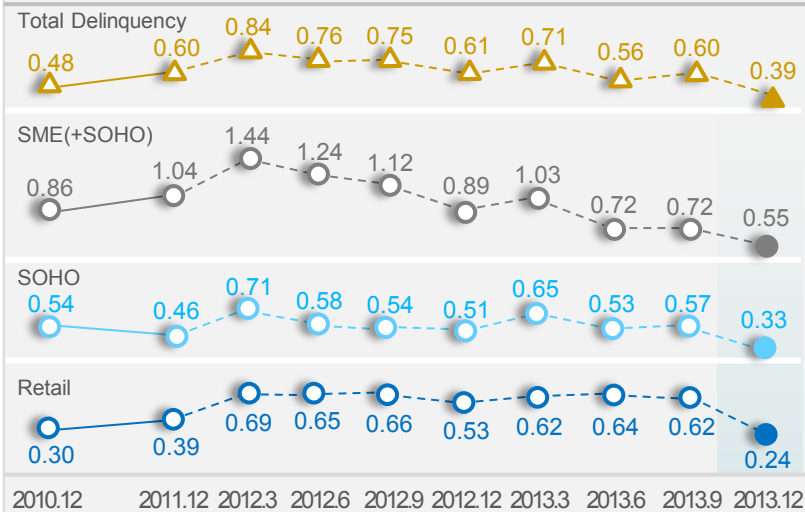 Total Delinquency
0.48 0.60 0.84 0.76 0.75 0.61 0.71 0.56 0.60 0.39
SME(+SOHO)
0.86 1.04 1.44 1.24 1.12 0.89 1.03 0.72 0.72 0.55
SOHO
0.54 0.46 0.71 0.58 0.54 0.51 0.65 0.53 0.57 0.33
Retail
0.30 0.39 0.69 0.65 0.66 0.53 0.62 0.64 0.62 0.24
2010.12 2011.12 2012.3 2012.6 2012.9 2012.12 2013.3 2013.6 2013.9 2013.12